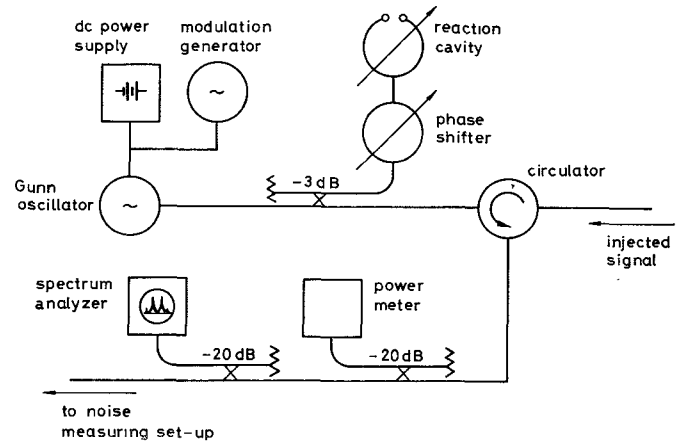 dc power
supply
modulation
generator
reaction
cavity
phase
shifter
−3 dB
circulator
Gunn
oscillator
injected
signal
spectrum
analyzer
power
meter
−20 dB
−20 dB
to noise
measuring set-up